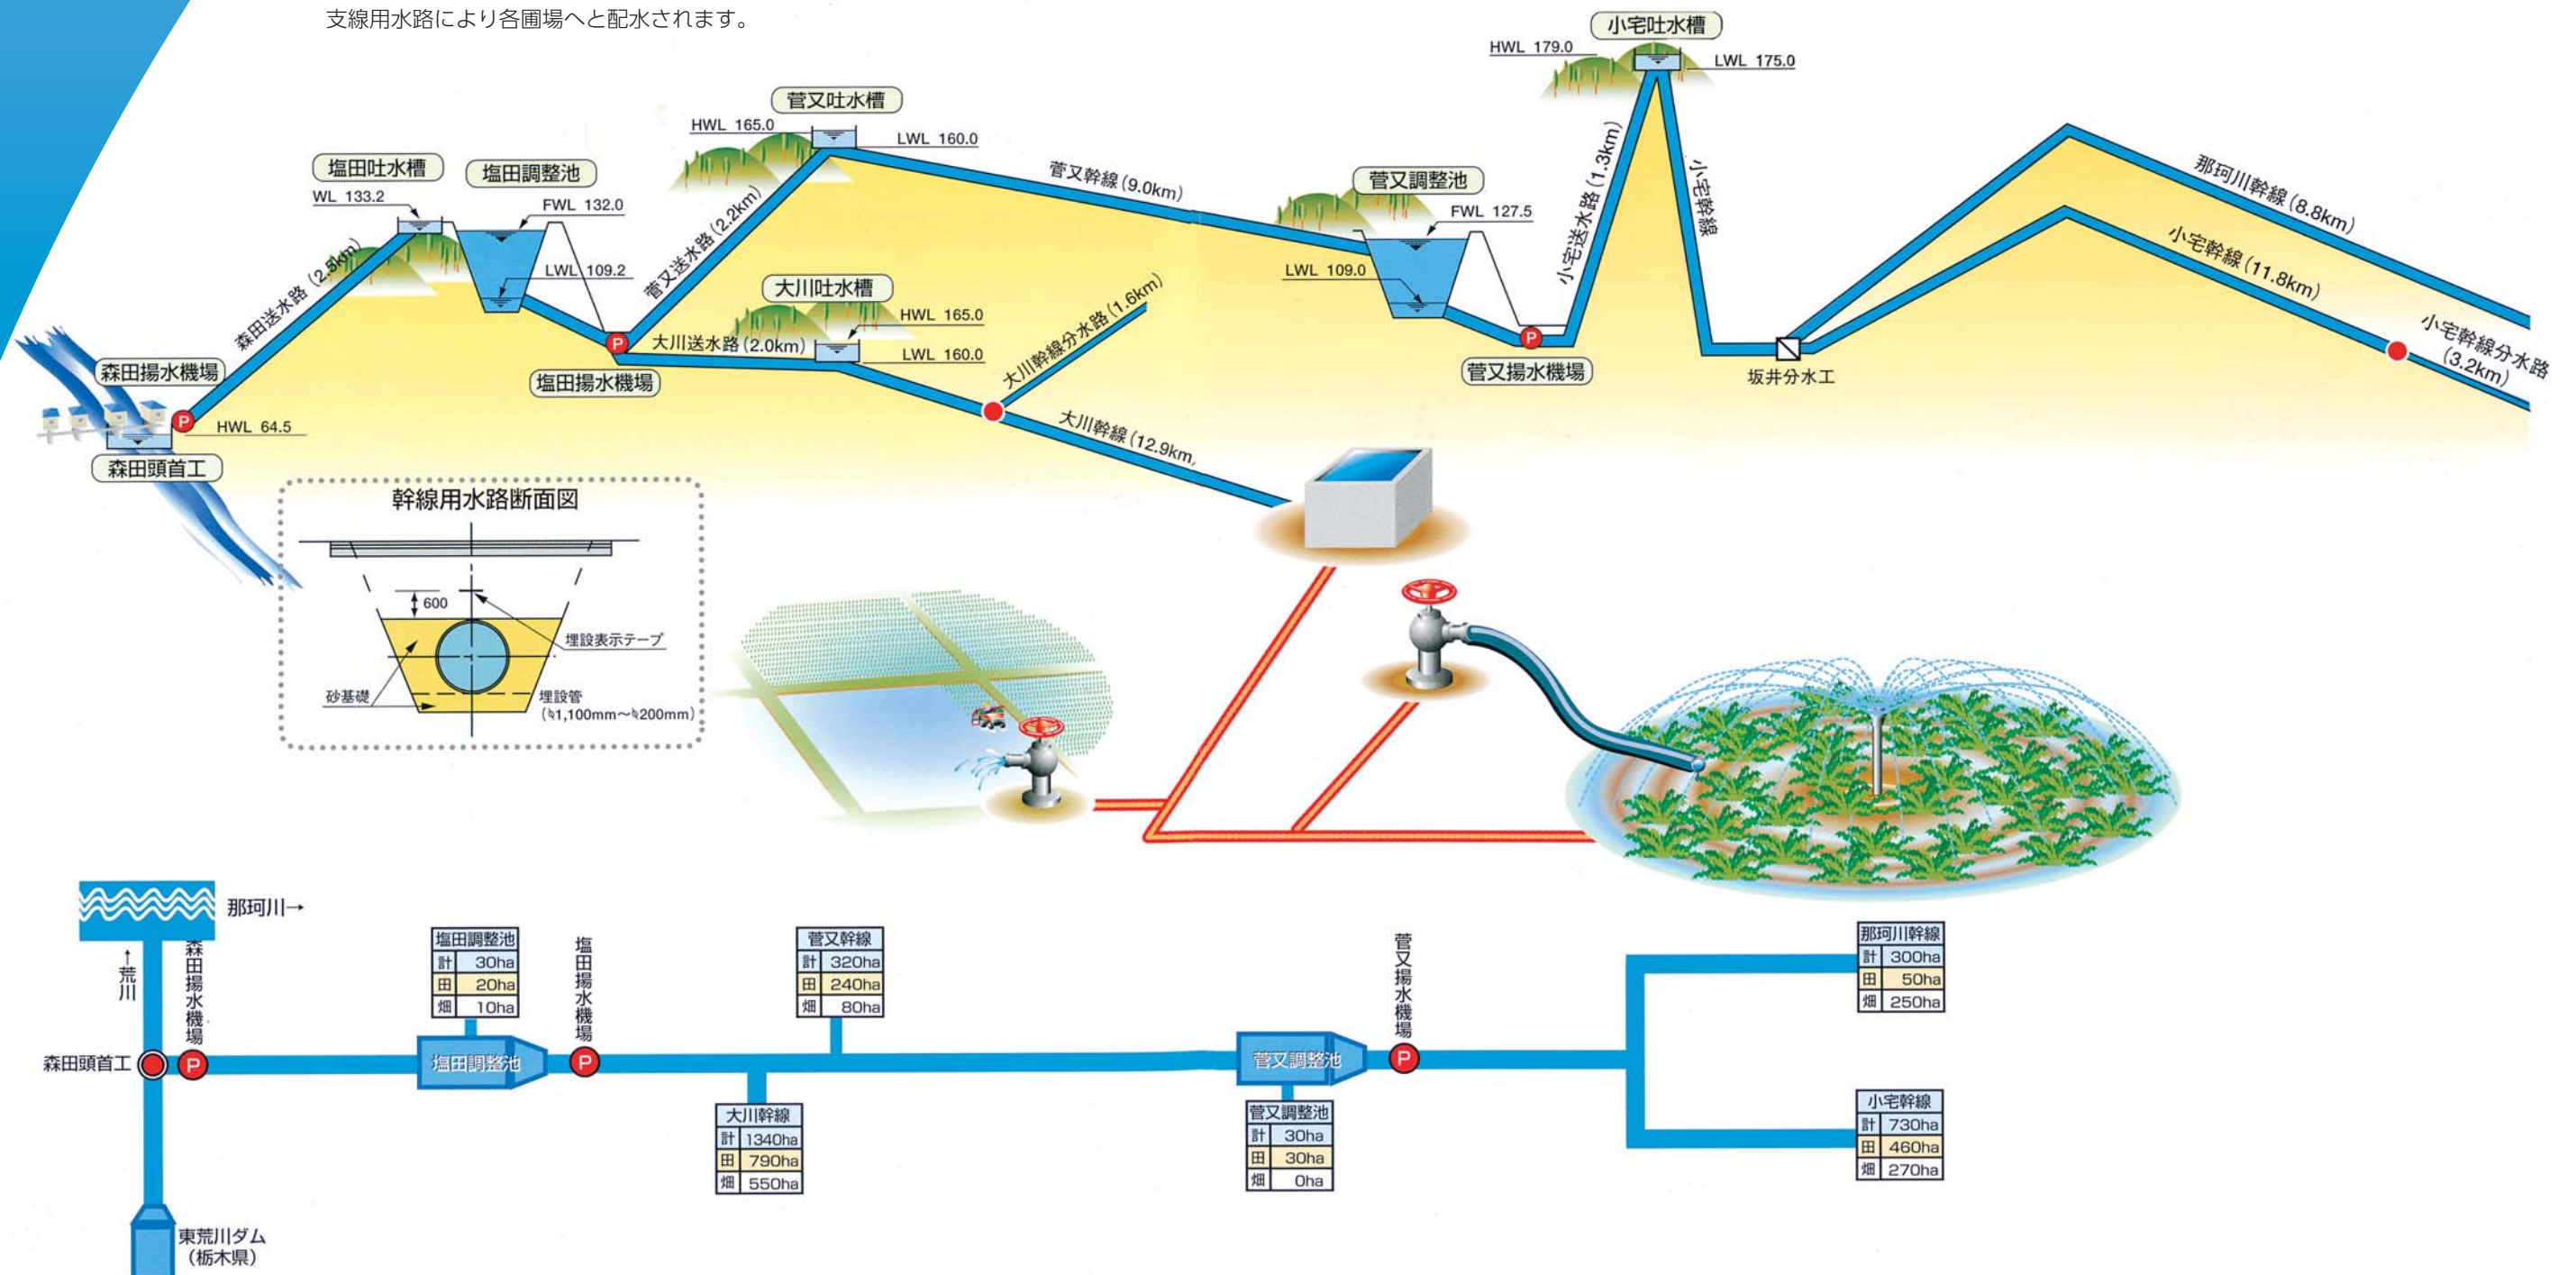 支線用水路により各圃場へと配水されます。
小宅吐水槽
HWL 179.0
LWL 175.0
菅又吐水槽
HWL 165.0
LWL 160.0
塩田吐水槽
WL 133.2
塩田調整池
FWL 132.0
LWL 109.2
森田送水路(2.5km)
菅又送水路(2.2km)
菅又幹線(9.0km)
菅又調整池
FWL 127.5
LWL 109.0
小宅送水路(1.3km)
小宅幹線
那珂川幹線(8.8km)
小宅幹線(11.8km)
小宅幹線分水路
(3.2km)
大川吐水槽
HWL 165.0
LWL 160.0
大川送水路(2.0km)
大川幹線分水路(1.6km)
大川幹線(12.9km)
森田揚水機場
P
HWL 64.5
森田頭首工
P
塩田揚水機場
P
菅又揚水機場
坂井分水工
幹線用水路断面図
600
埋設表示テープ
砂基礎
埋設管
(φ1,100mm〜φ200mm)
那珂川→
←荒川
森田揚水機場
森田頭首工
P
東荒川ダム
(栃木県)
塩田調整池
計 30ha
田 20ha
畑 10ha
塩田調整池
塩田揚水機場
P
菅又幹線
計 320ha
田 240ha
畑 80ha
大川幹線
計 1340ha
田 790ha
畑 550ha
菅又調整池
菅又調整池
計 30ha
田 30ha
畑 0ha
菅又揚水機場
P
那珂川幹線
計 300ha
田 50ha
畑 250ha
小宅幹線
計 730ha
田 460ha
畑 270ha